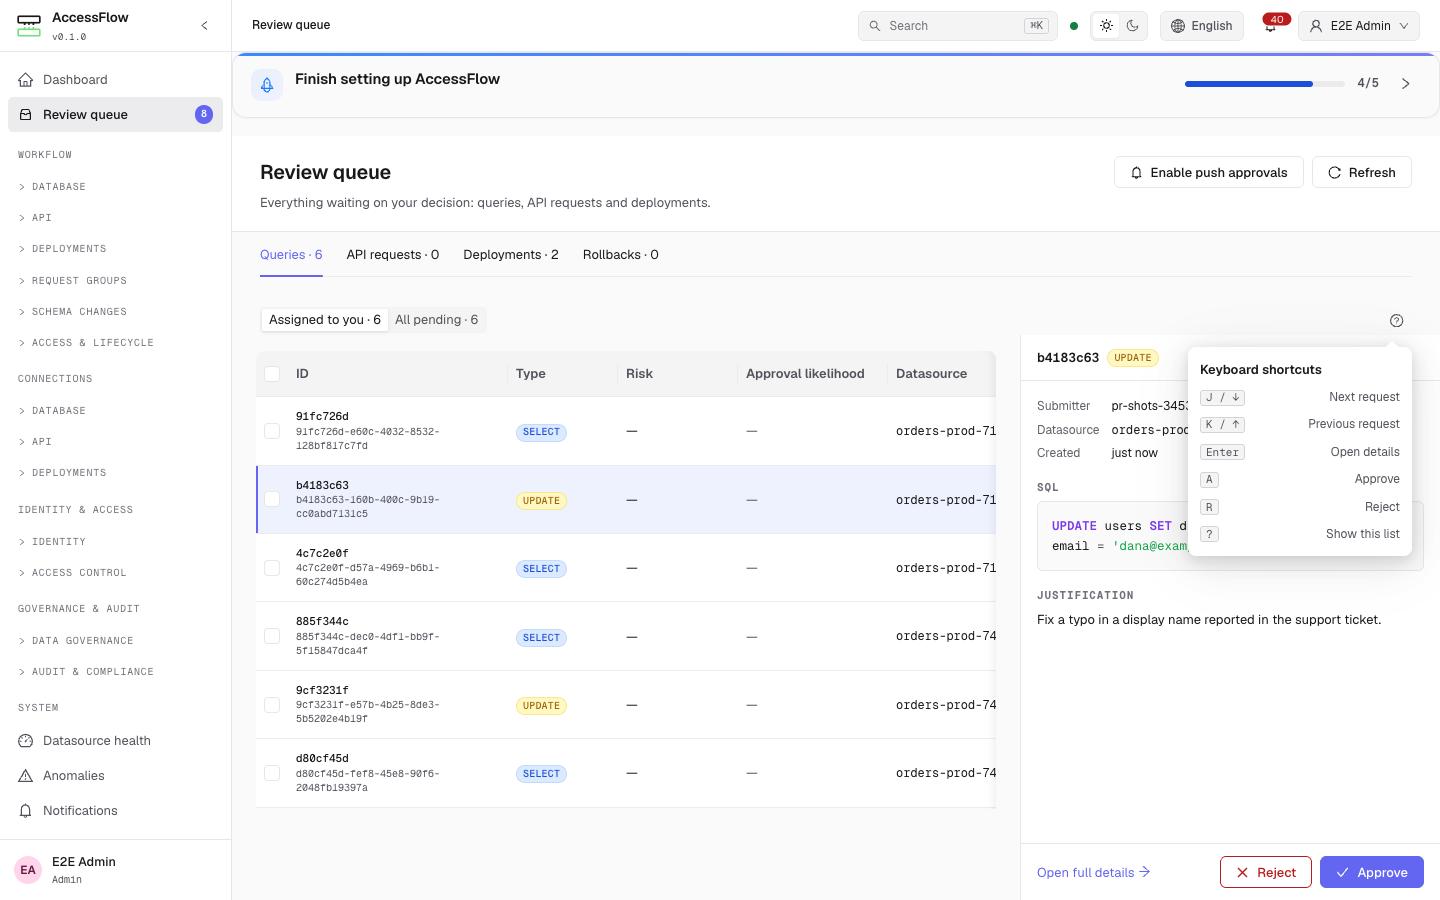 AccessFlow
v0.1.0
Dashboard
Review queue
8
WORKFLOW
DATABASE
API
DEPLOYMENTS
REQUEST GROUPS
SCHEMA CHANGES
ACCESS & LIFECYCLE
CONNECTIONS
DATABASE
API
DEPLOYMENTS
IDENTITY & ACCESS
IDENTITY
ACCESS CONTROL
GOVERNANCE & AUDIT
DATA GOVERNANCE
AUDIT & COMPLIANCE
SYSTEM
Datasource health
Anomalies
Notifications
EA
E2E Admin
Admin
Review queue
Search
⌘K
English
40
E2E Admin
Finish setting up AccessFlow
4/5
Review queue
Everything waiting on your decision: queries, API requests and deployments.
Enable push approvals
Refresh
Queries · 6
API requests · 0
Deployments · 2
Rollbacks · 0
Assigned to you · 6
All pending · 6
ID Type Risk Approval likelihood Datasource
91fc726d
91fc726d-e60c-4032-8532-
128bf817c7fd
SELECT — — orders-prod-71
b4183c63
b4183c63-160b-400c-9b19-
cc0abd7131c5
UPDATE — — orders-prod-71
4c7c2e0f
4c7c2e0f-d57a-4969-b6b1-
60c274d5b4ea
SELECT — — orders-prod-71
885f344c
885f344c-dec0-4df1-bb9f-
5f15847dca4f
SELECT — — orders-prod-74
9cf3231f
9cf3231f-e57b-4b25-8de3-
5b5202e4b19f
UPDATE — — orders-prod-74
d80cf45d
d80cf45d-fef8-45e8-90f6-
2048fb19397a
SELECT — — orders-prod-74
b4183c63 UPDATE
Submitter pr-shots-3453
Datasource orders-prod
Created just now
SQL
UPDATE users SET d
email = 'dana@exam
JUSTIFICATION
Fix a typo in a display name reported in the support ticket.
Keyboard shortcuts
J / ↓ Next request
K / ↑ Previous request
Enter Open details
A Approve
R Reject
? Show this list
Open full details →
Reject
Approve